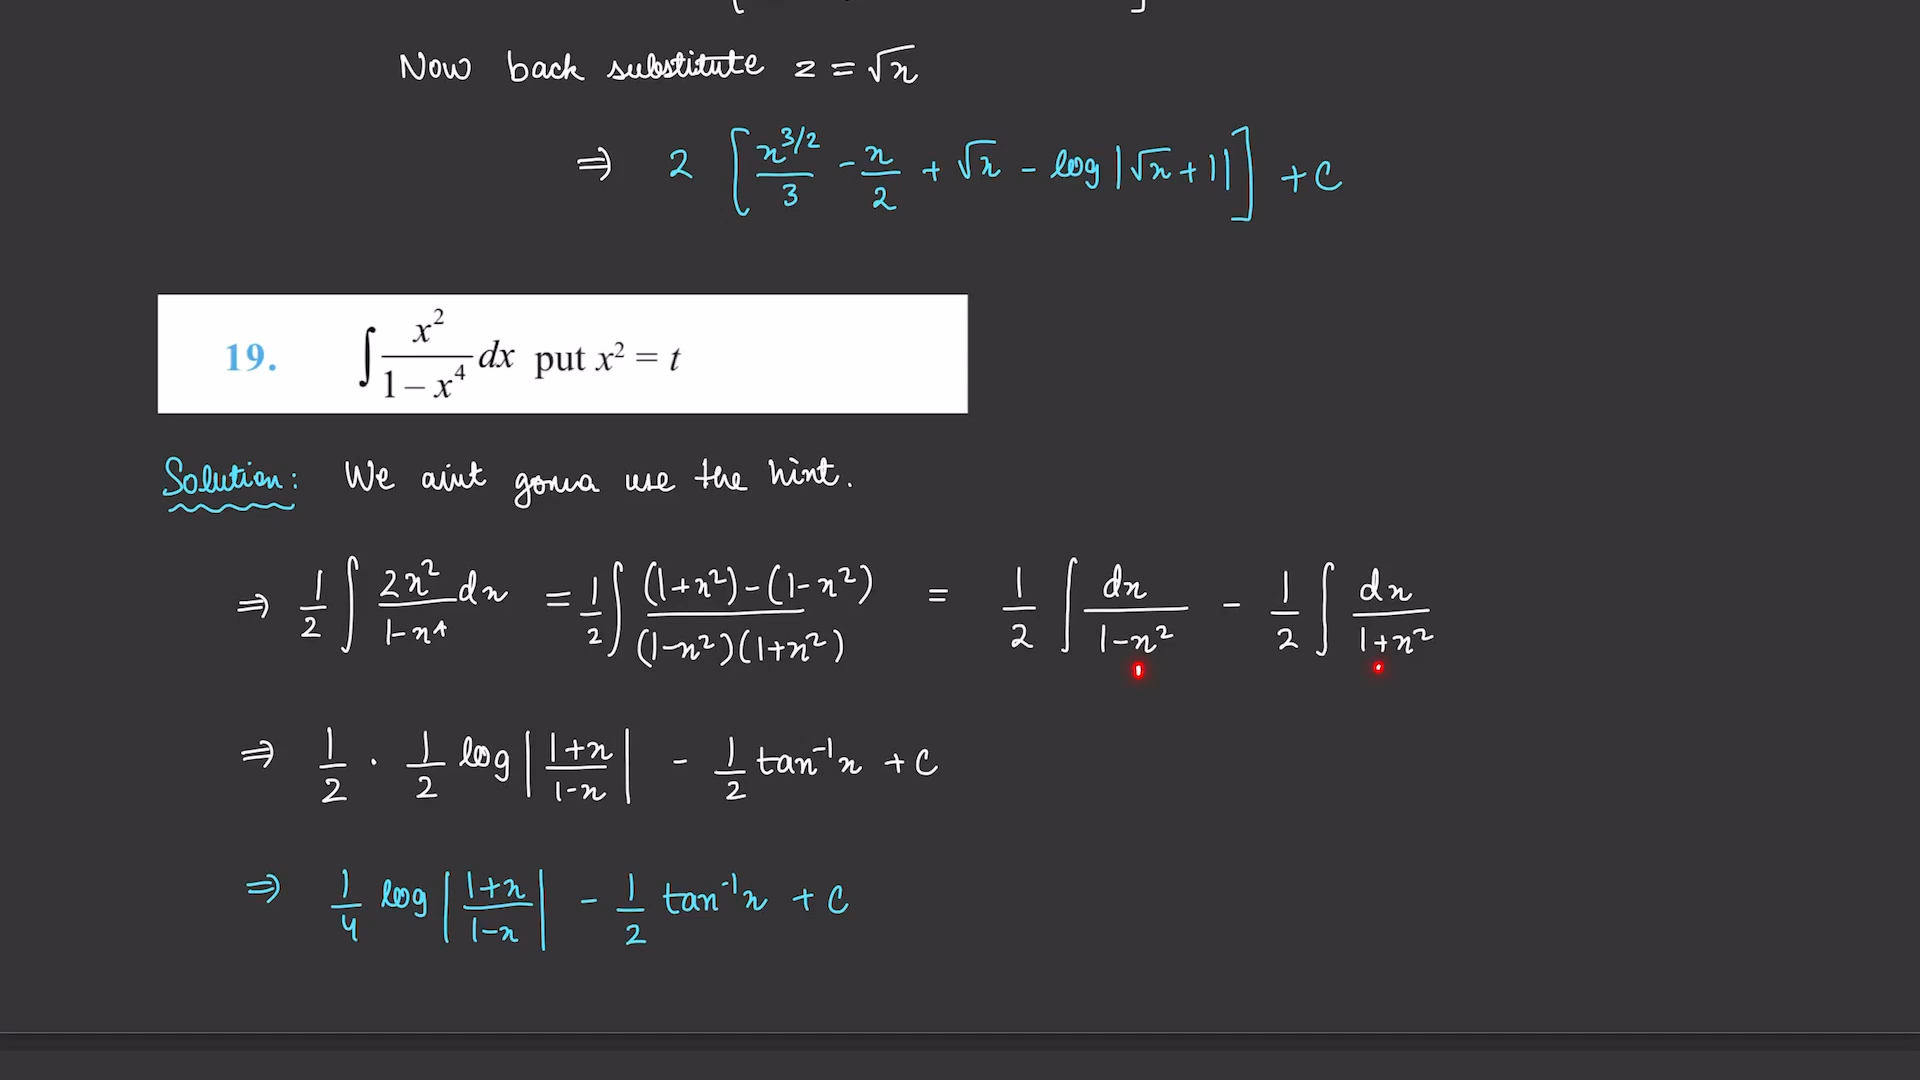 Now back substitute z = √x
⇒ 2 [x^{3/2}/3 - x/2 + √x - log|√x + 1|] + C
19. ∫ x²/(1 – x⁴) dx put x² = t
Solution: We aint gonna use the hint.
⇒ 1/2 ∫ 2x²/(1-x⁴) dx = 1/2 ∫ ((1+x²)-(1-x²))/((1-x²)(1+x²)) = 1/2 ∫ dx/(1-x²) - 1/2 ∫ dx/(1+x²)
⇒ 1/2 · 1/2 log|(1+x)/(1-x)| - 1/2 tan⁻¹x + C
⇒ 1/4 log|(1+x)/(1-x)| - 1/2 tan⁻¹x + C